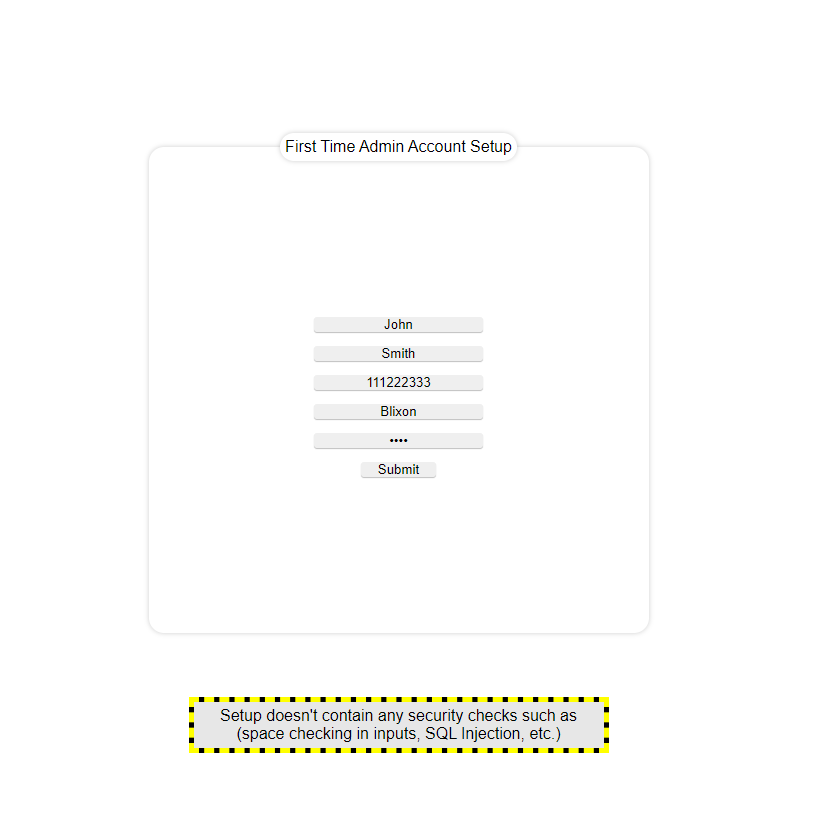 First Time Admin Account Setup
John
Smith
111222333
Blixon
••••
Submit
Setup doesn't contain any security checks such as
(space checking in inputs, SQL Injection, etc.)